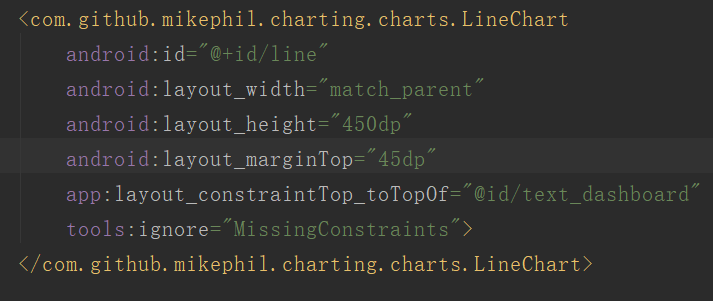 <com.github.mikephil.charting.charts.LineChart
android:id="@+id/line"
android:layout_width="match_parent"
android:layout_height="450dp"
android:layout_marginTop="45dp"
app:layout_constraintTop_toTopOf="@id/text_dashboard"
tools:ignore="MissingConstraints">
</com.github.mikephil.charting.charts.LineChart>